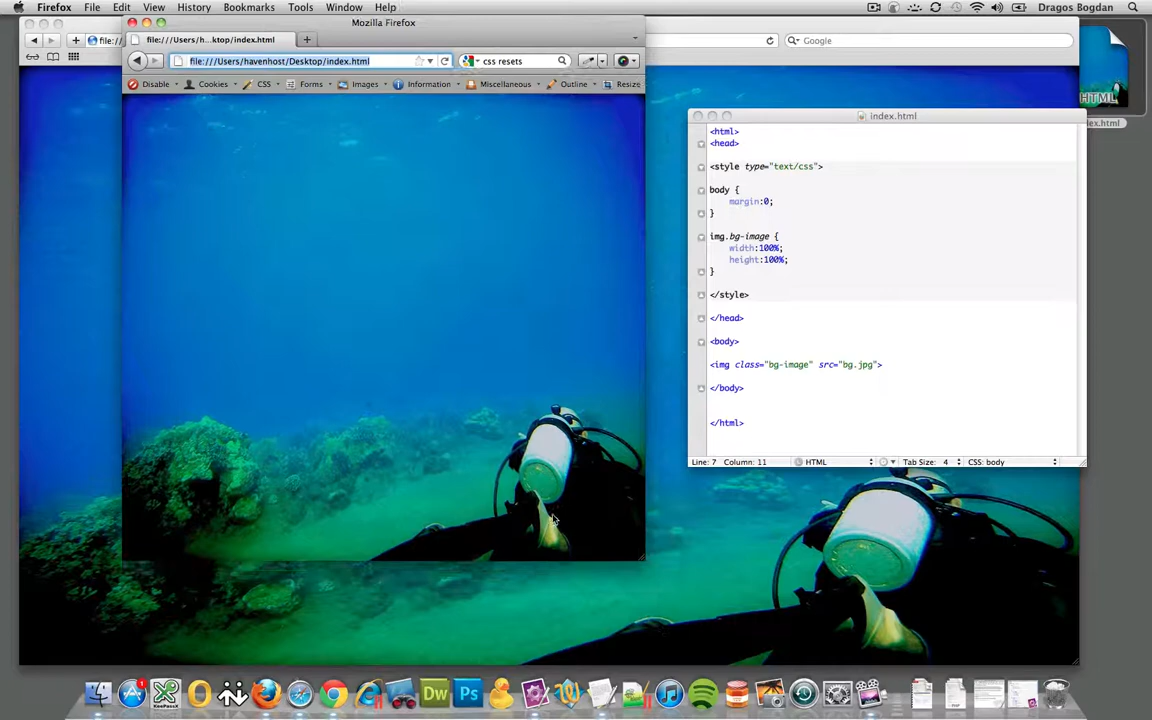 Firefox File Edit View History Bookmarks Tools Window Help Dragos Bogdan
Mozilla Firefox
file:///Users/h...ktop/index.html
file:/
Google
file:///Users/havenhost/Desktop/index.html
css resets
Disable Cookies CSS Forms Images Information Miscellaneous Outline Resize
HTML
ex.html
index.html
<html>
<head>
<style type="text/css">
body {
margin:0;
}
img.bg-image {
width:100%;
height:100%;
}
</style>
</head>
<body>
<img class="bg-image" src="bg.jpg">
</body>
</html>
Line: 7 Column: 11 HTML Tab Size: 4 CSS: body
1
Dw Ps